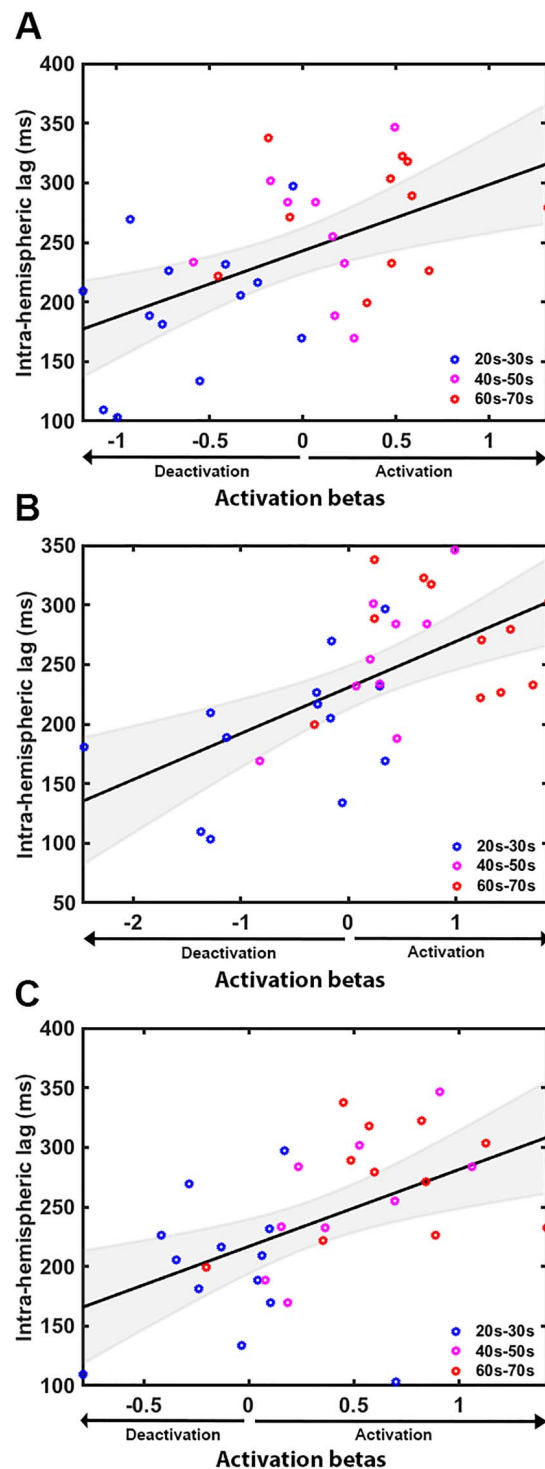 A
Intra-hemispheric lag (ms)
400
350
300
250
200
150
100
20s-30s
40s-50s
60s-70s
-1 -0.5 0 0.5 1
Deactivation Activation
Activation betas
B
Intra-hemispheric lag (ms)
350
300
250
200
150
100
50
20s-30s
40s-50s
60s-70s
-2 -1 0 1
Deactivation Activation
Activation betas
C
Intra-hemispheric lag (ms)
400
350
300
250
200
150
100
20s-30s
40s-50s
60s-70s
-0.5 0 0.5 1
Deactivation Activation
Activation betas